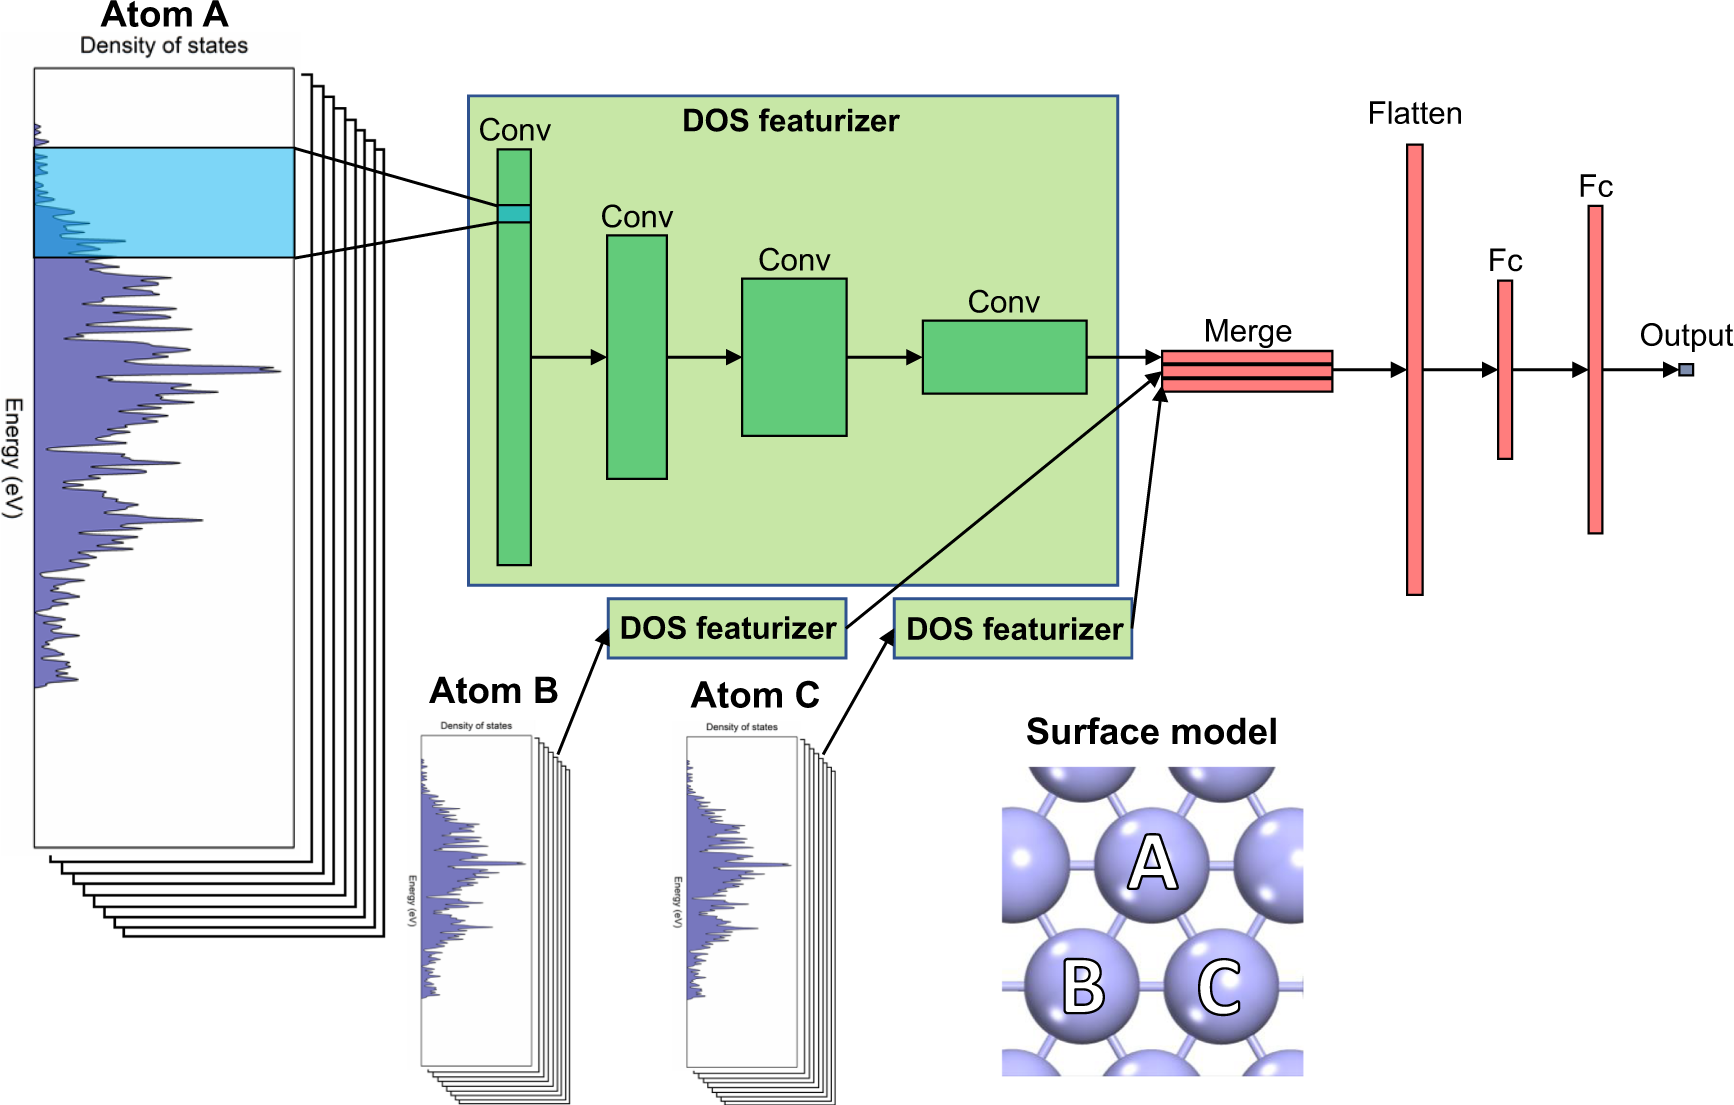 Atom A
Density of states
Energy (eV)
DOS featurizer
Conv
Conv
Conv
Conv
Merge
Flatten
Fc
Fc
Output
DOS featurizer
DOS featurizer
Atom B
Density of states
Energy (eV)
Atom C
Density of states
Energy (eV)
Surface model
A
B
C